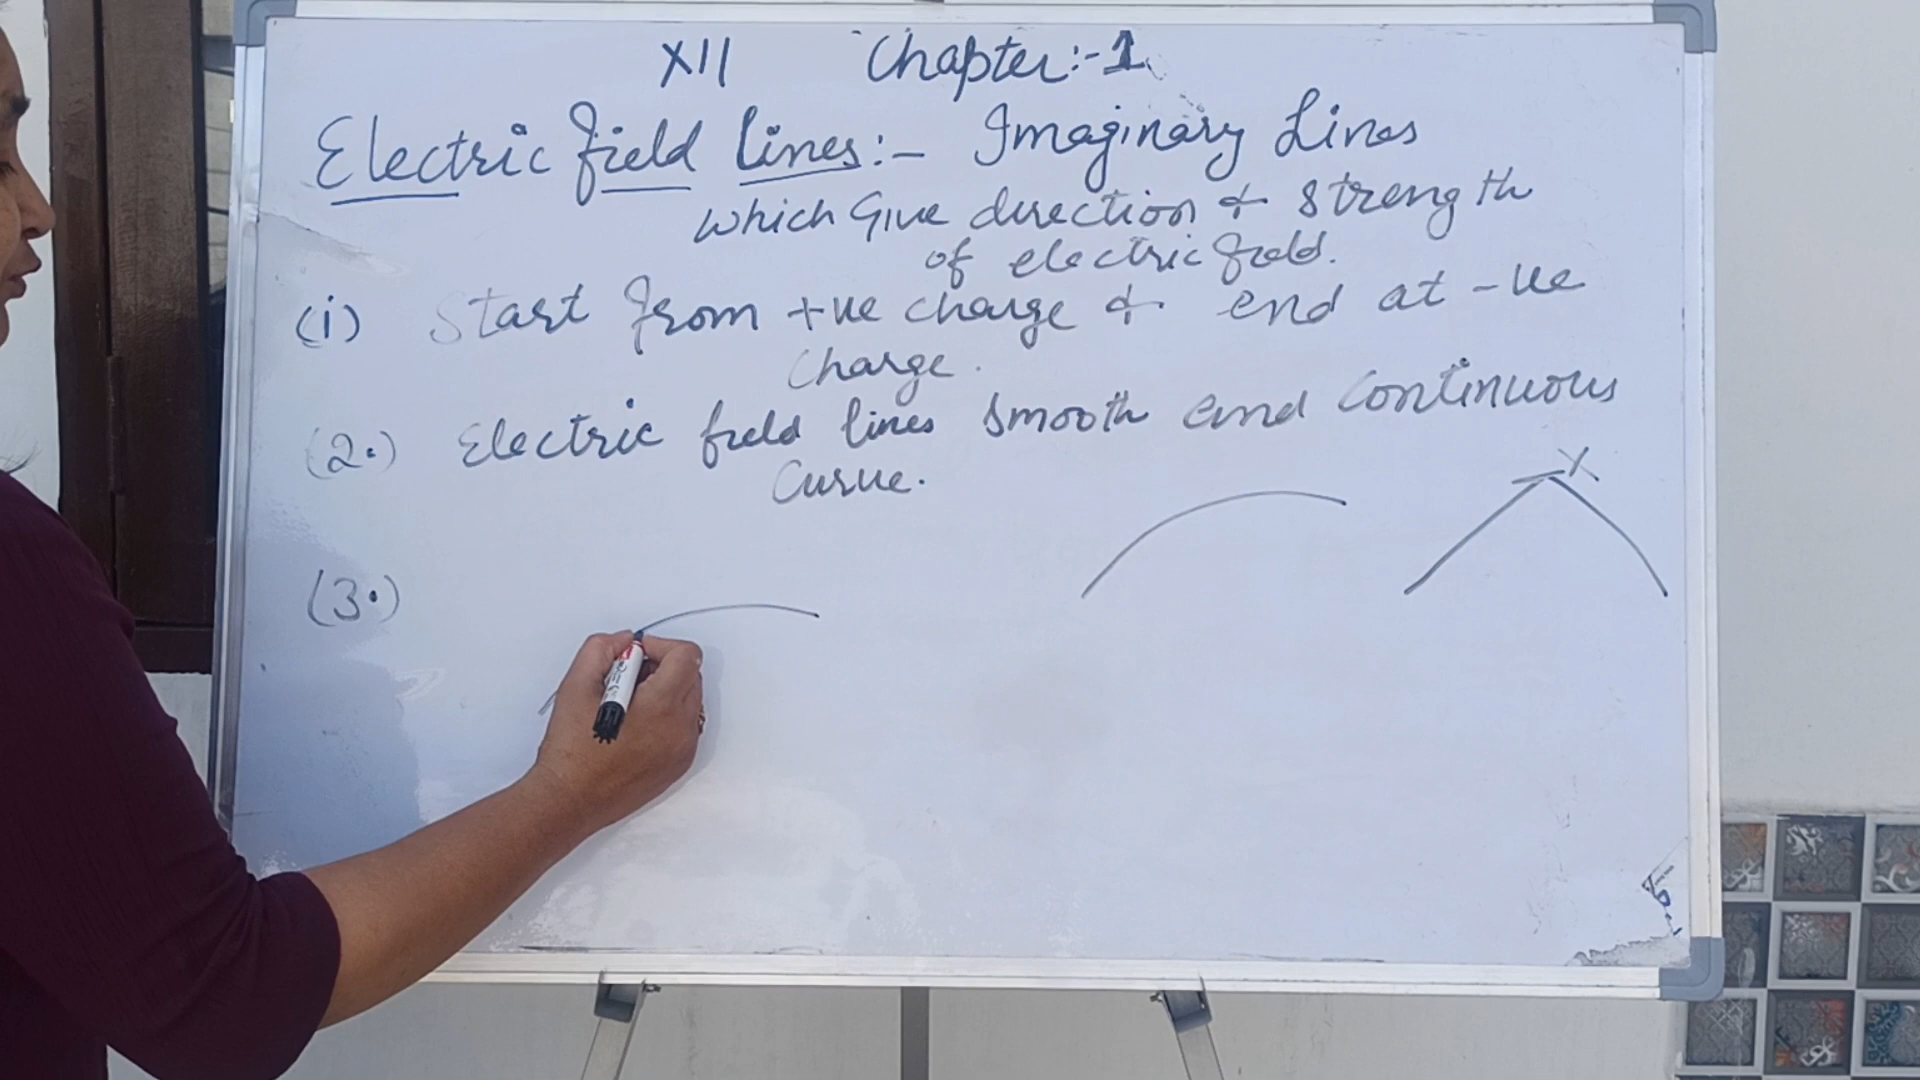 XII Chapter:-1
Electric field lines:- Imaginary Lines
which give direction & strength
of electric field.
(i) Start from +ve charge & end at -ve
charge.
(2.) Electric field lines smooth and continuous
curve.
X
(3.)